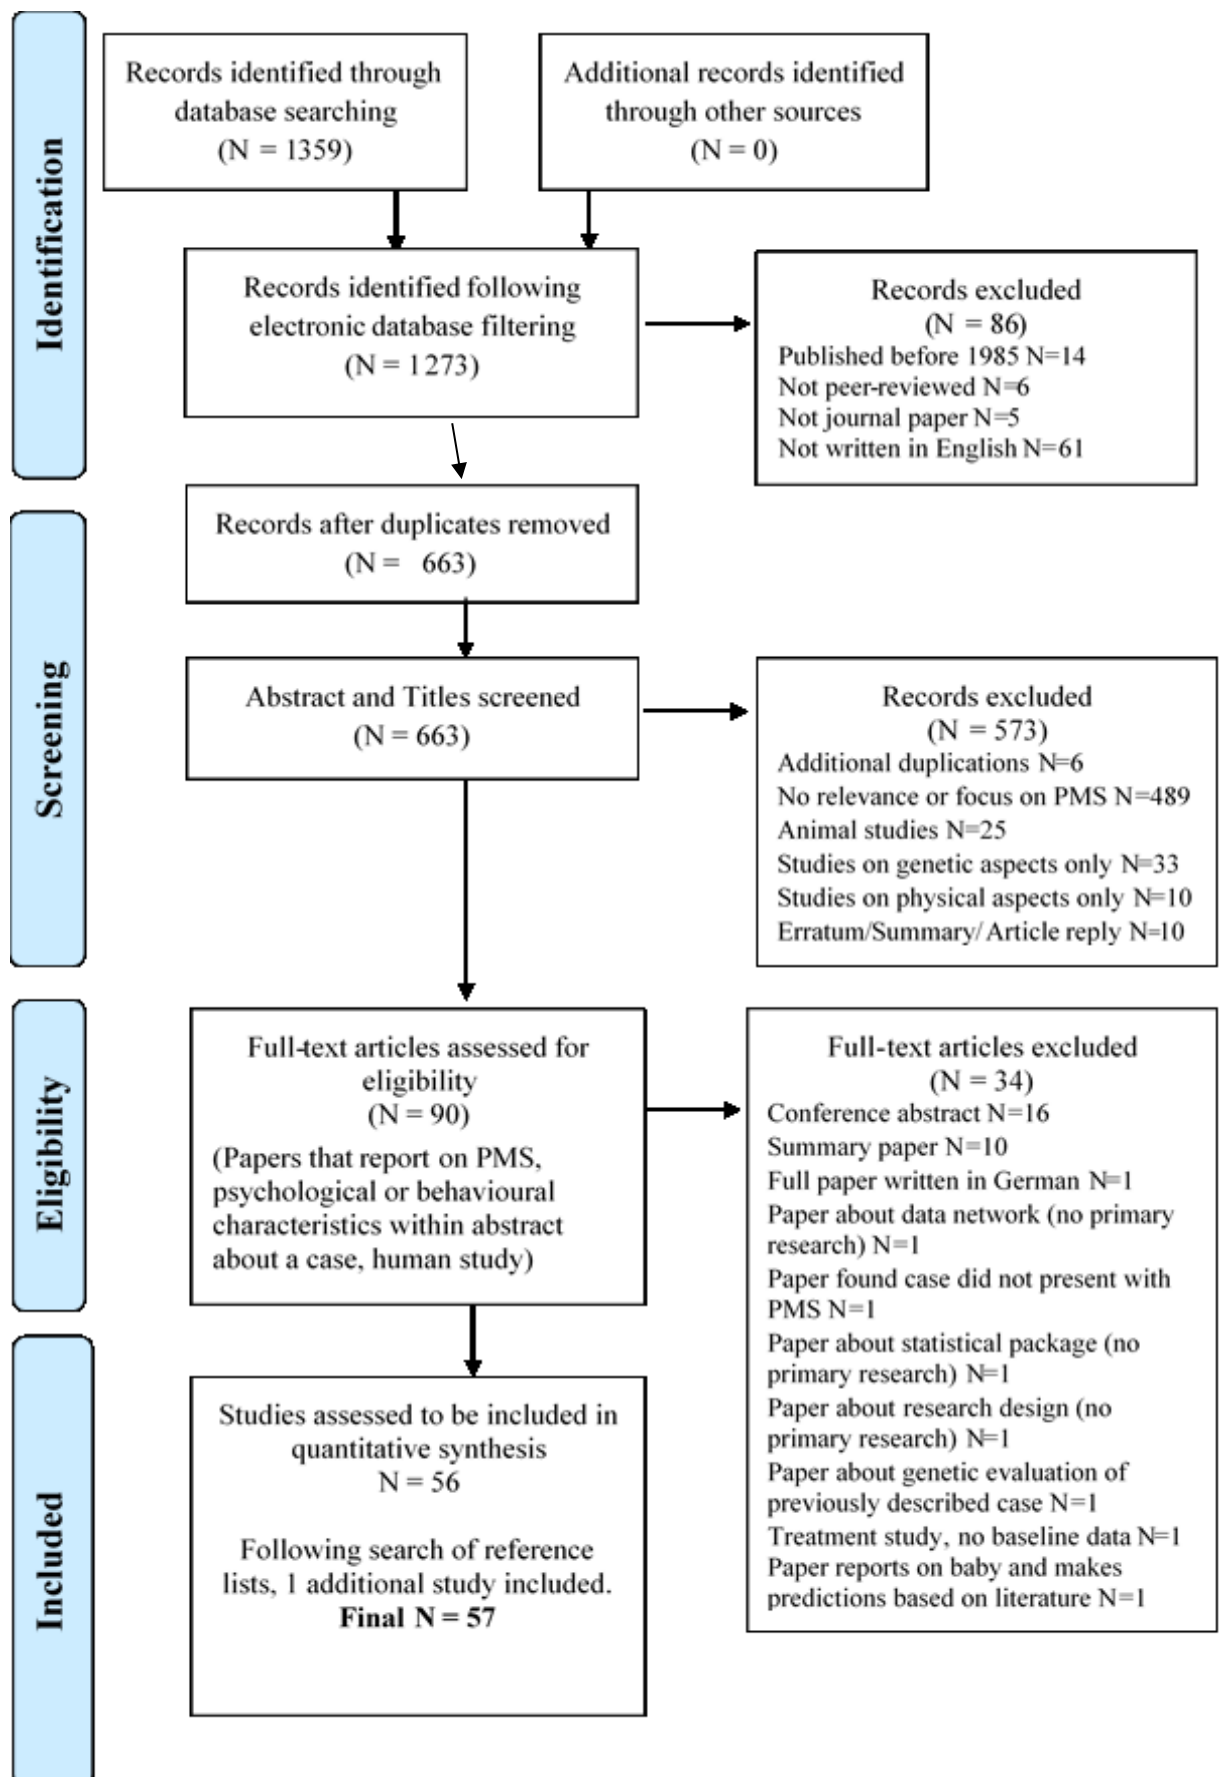 Identification
Records identified through
database searching
(N = 1359)
Additional records identified
through other sources
(N = 0)
Records identified following
electronic database filtering
(N = 1273)
Records excluded
(N = 86)
Published before 1985 N=14
Not peer-reviewed N=6
Not journal paper N=5
Not written in English N=61
Screening
Records after duplicates removed
(N = 663)
Abstract and Titles screened
(N = 663)
Records excluded
(N = 573)
Additional duplications N=6
No relevance or focus on PMS N=489
Animal studies N=25
Studies on genetic aspects only N=33
Studies on physical aspects only N=10
Erratum/Summary/Article reply N=10
Eligibility
Full-text articles assessed for
eligibility
(N = 90)
(Papers that report on PMS,
psychological or behavioural
characteristics within abstract
about a case, human study)
Full-text articles excluded
(N = 34)
Conference abstract N=16
Summary paper N=10
Full paper written in German N=1
Paper about data network (no primary
research) N=1
Paper found case did not present with
PMS N=1
Paper about statistical package (no
primary research) N=1
Paper about research design (no
primary research) N=1
Paper about genetic evaluation of
previously described case N=1
Treatment study, no baseline data N=1
Paper reports on baby and makes
predictions based on literature N=1
Included
Studies assessed to be included in
quantitative synthesis
N = 56
Following search of reference
lists, 1 additional study included.
Final N = 57